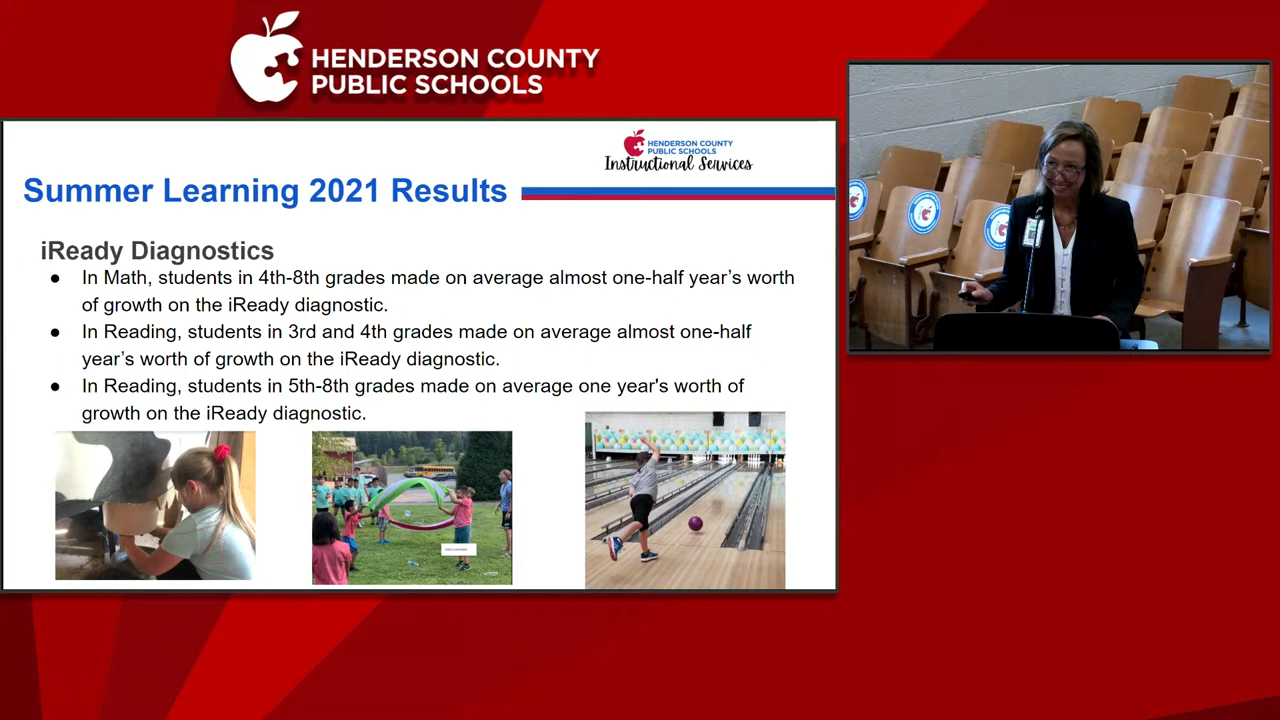 HENDERSON COUNTY
PUBLIC SCHOOLS
HENDERSON COUNTY
PUBLIC SCHOOLS
Instructional Services
Summer Learning 2021 Results
iReady Diagnostics
● In Math, students in 4th-8th grades made on average almost one-half year’s worth
of growth on the iReady diagnostic.
● In Reading, students in 3rd and 4th grades made on average almost one-half
year’s worth of growth on the iReady diagnostic.
● In Reading, students in 5th-8th grades made on average one year's worth of
growth on the iReady diagnostic.